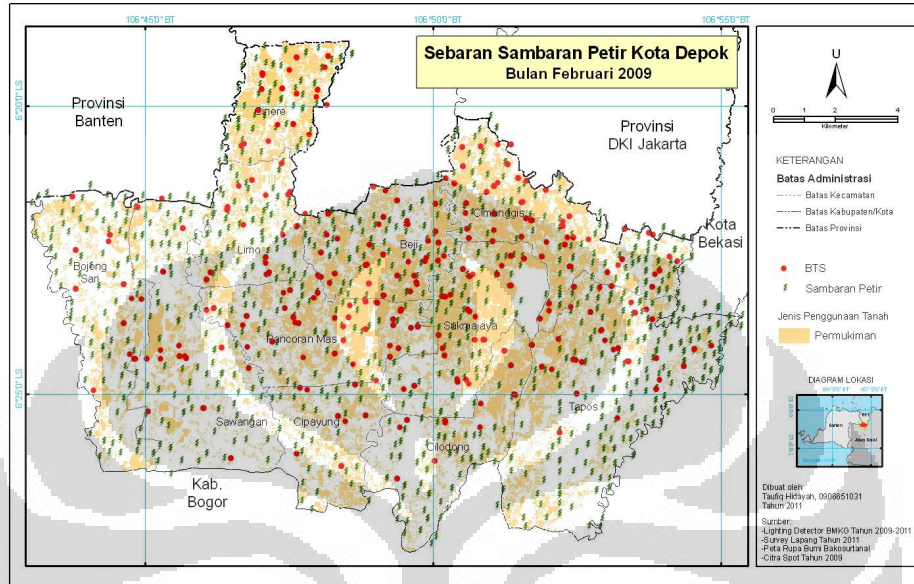 106°45'0" BT
106°50'0" BT
106°55'0" BT
Sebaran Sambaran Petir Kota Depok
Bulan Februari 2009
6°20'0" LS
6°25'0" LS
Provinsi
Banten
Provinsi
DKI Jakarta
Kota
Bekasi
Kab.
Bogor
Cinere
Limo
Beji
Cimanggis
Bojong
Sari
Pancoran Mas
Sukmajaya
Sawangan
Cipayung
Cilodong
Tapos
U
0 2 4
Kilometer
KETERANGAN
Batas Administrasi
Batas Kecamatan
Batas Kabupaten/Kota
Batas Provinsi
BTS
Sambaran Petir
Jenis Penggunaan Tanah
Permukiman
DIAGRAM LOKASI
Banten
Jawa Barat
Dibuat oleh:
Taufiq Hidayah, 0906651031
Tahun 2011
Sumber:
-Lighting Detector BMKG Tahun 2009-2011
-Survey Lapang Tahun 2011
-Peta Rupa Bumi Bakosurtanal
-Citra Spot Tahun 2009